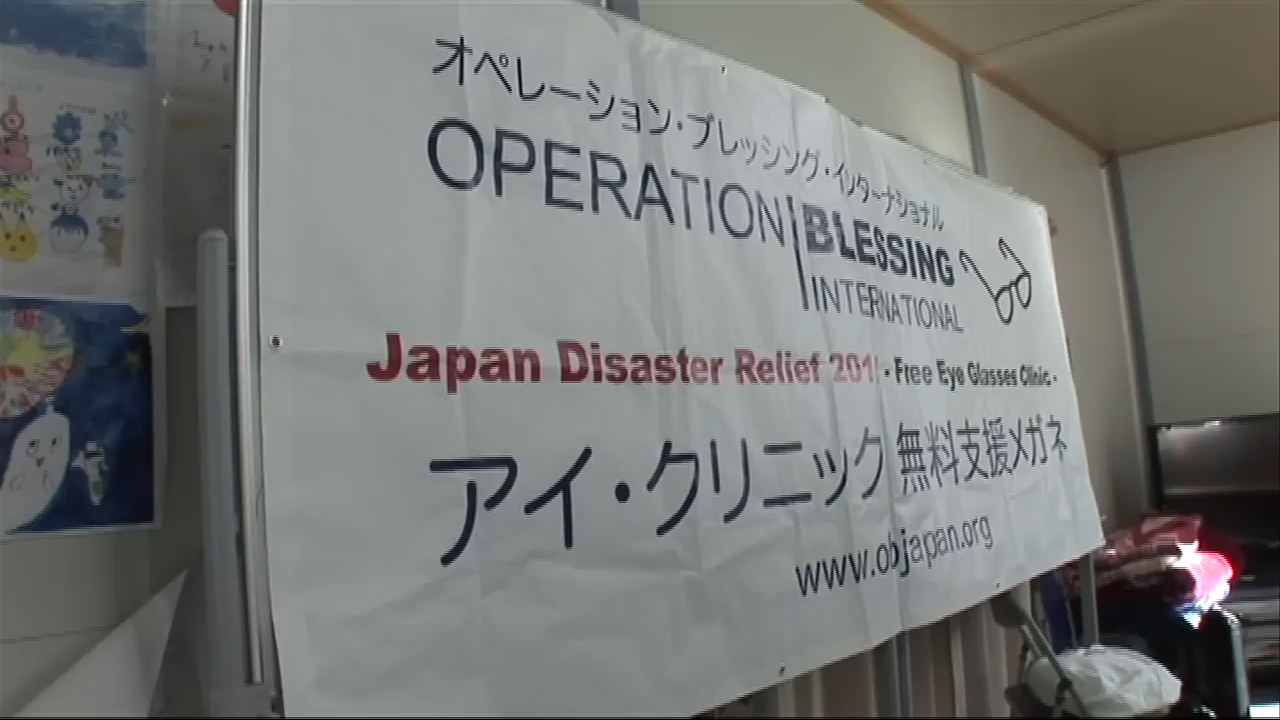 オペレーション・ブレッシング・インターナショナル
OPERATION BLESSING
INTERNATIONAL
Japan Disaster Relief 2011 - Free Eye Glasses Clinic -
アイ・クリニック 無料支援メガネ
www.objapan.org